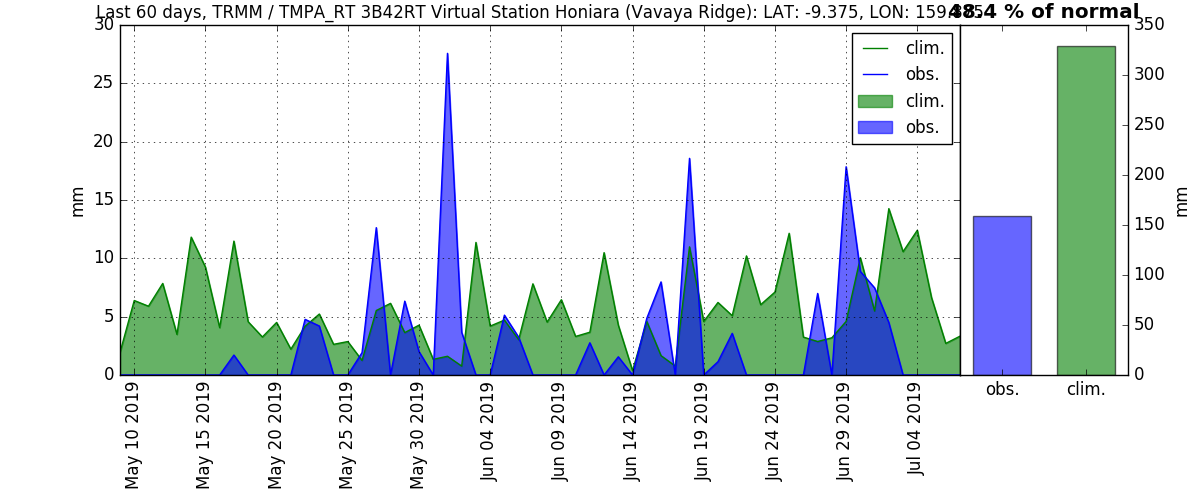 Last 60 days, TRMM / TMPA_RT 3B42RT Virtual Station Honiara (Vavaya Ridge): LAT: -9.375, LON:
48.4 % of normal
30
25
20
15
10
5
0
mm
clim.
obs.
clim.
obs.
350
300
250
200
150
100
50
0
mm
obs.
clim.
May 10 2019
May 15 2019
May 20 2019
May 25 2019
May 30 2019
Jun 04 2019
Jun 09 2019
Jun 14 2019
Jun 19 2019
Jun 24 2019
Jun 29 2019
Jul 04 2019